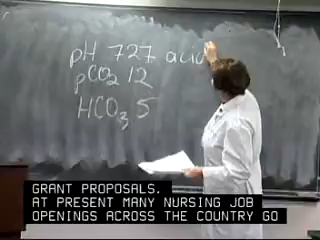 pH 727 acid
pCO2 12
HCO3 5
GRANT PROPOSALS.
AT PRESENT MANY NURSING JOB
OPENINGS ACROSS THE COUNTRY GO